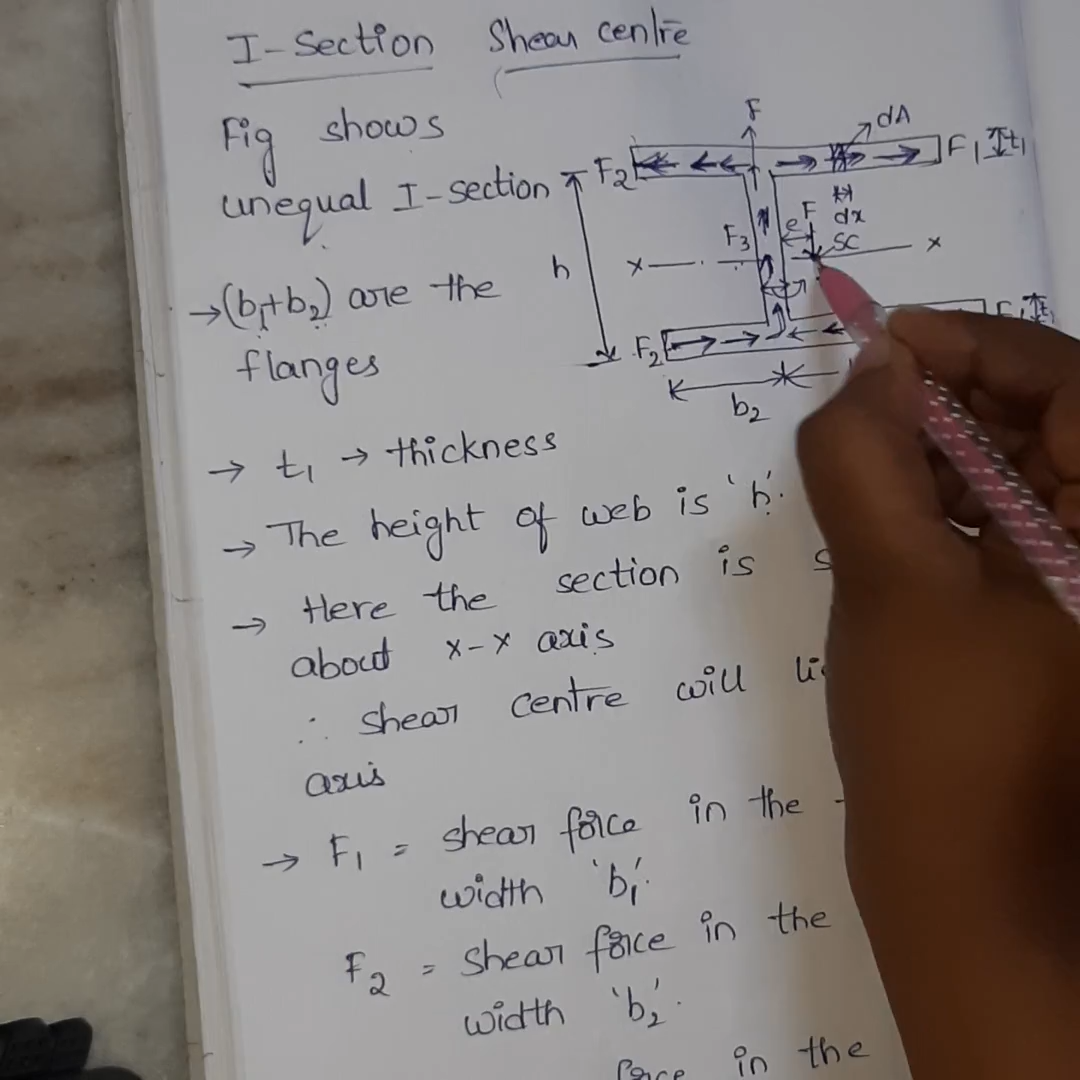 I-Section Shear centre
Fig shows
unequal I-section
→(b₁+b₂) are the
flanges
→ t₁ → thickness
→ The height of web is 'h'.
→ Here the section is
about x-x axis
∴ shear centre will
axis
→ F₁ = shear force in the
width 'b₁'.
F₂ = shear force in the
width 'b₂'.
force in the
F
dA
F₂
F₁
t₁
dx
F
e
SC
F₃
h
x
x
F₂
b₂